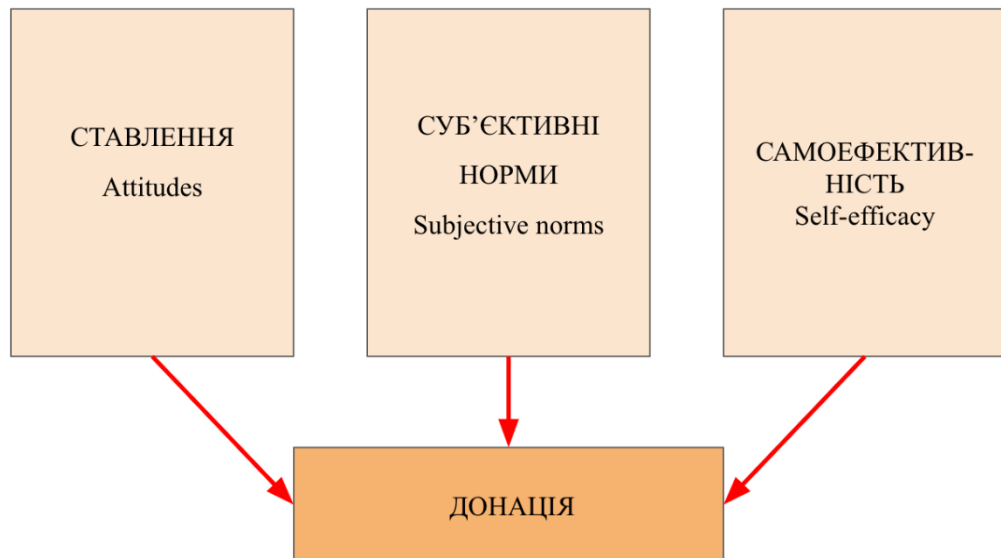 СТАВЛЕННЯ
Attitudes
СУБ’ЄКТИВНІ
НОРМИ
Subjective norms
САМОЕФЕКТИВ-
НІСТЬ
Self-efficacy
ДОНАЦІЯ